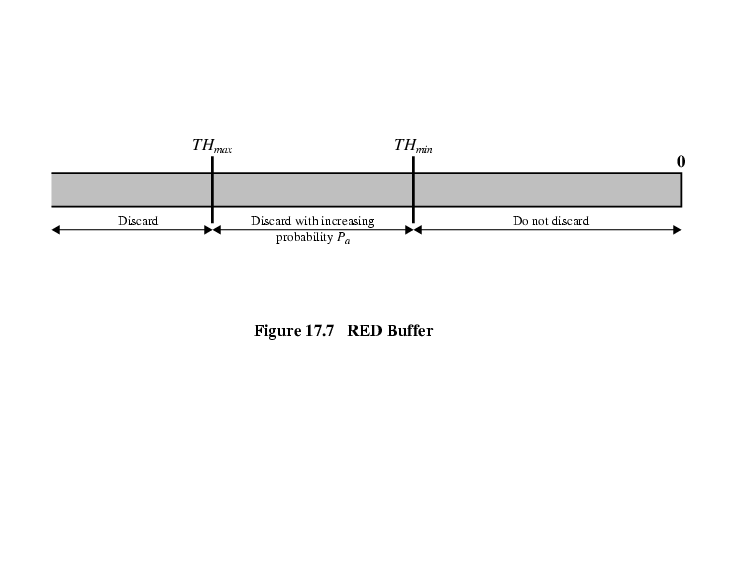 THmax THmin
0
Discard Discard with increasing Do not discard
probability Pa
Figure 17.7 RED Buffer